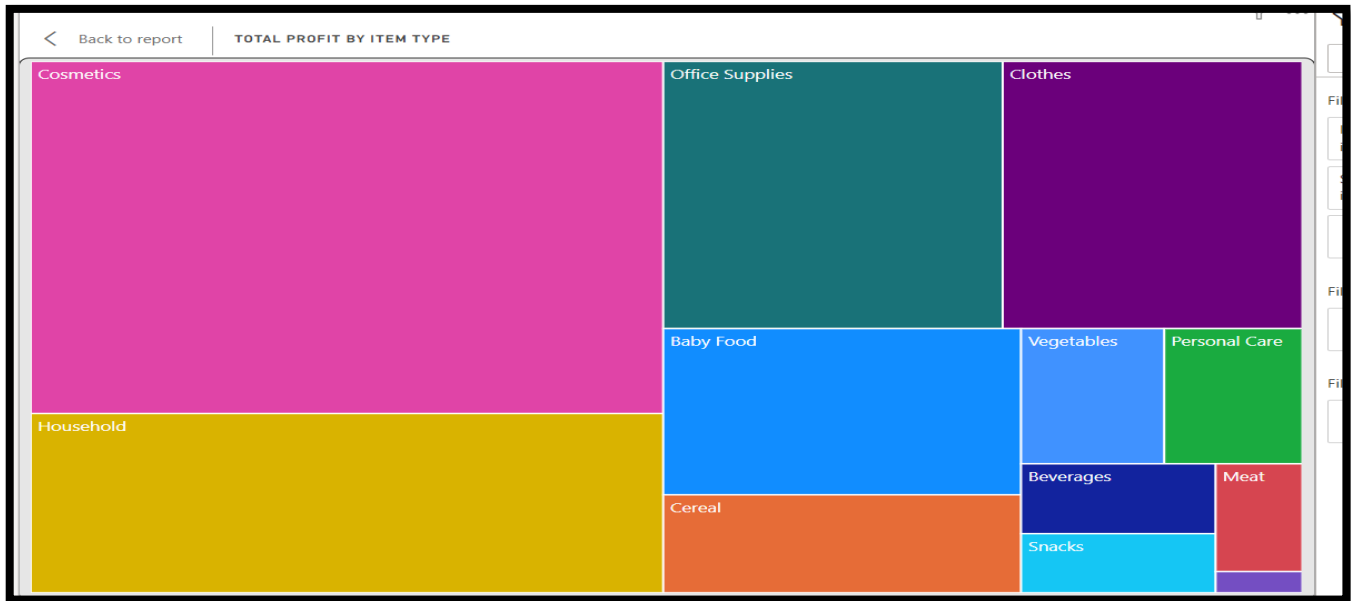 Back to report
TOTAL PROFIT BY ITEM TYPE
Cosmetics
Office Supplies
Clothes
Baby Food
Vegetables
Personal Care
Household
Beverages
Meat
Cereal
Snacks